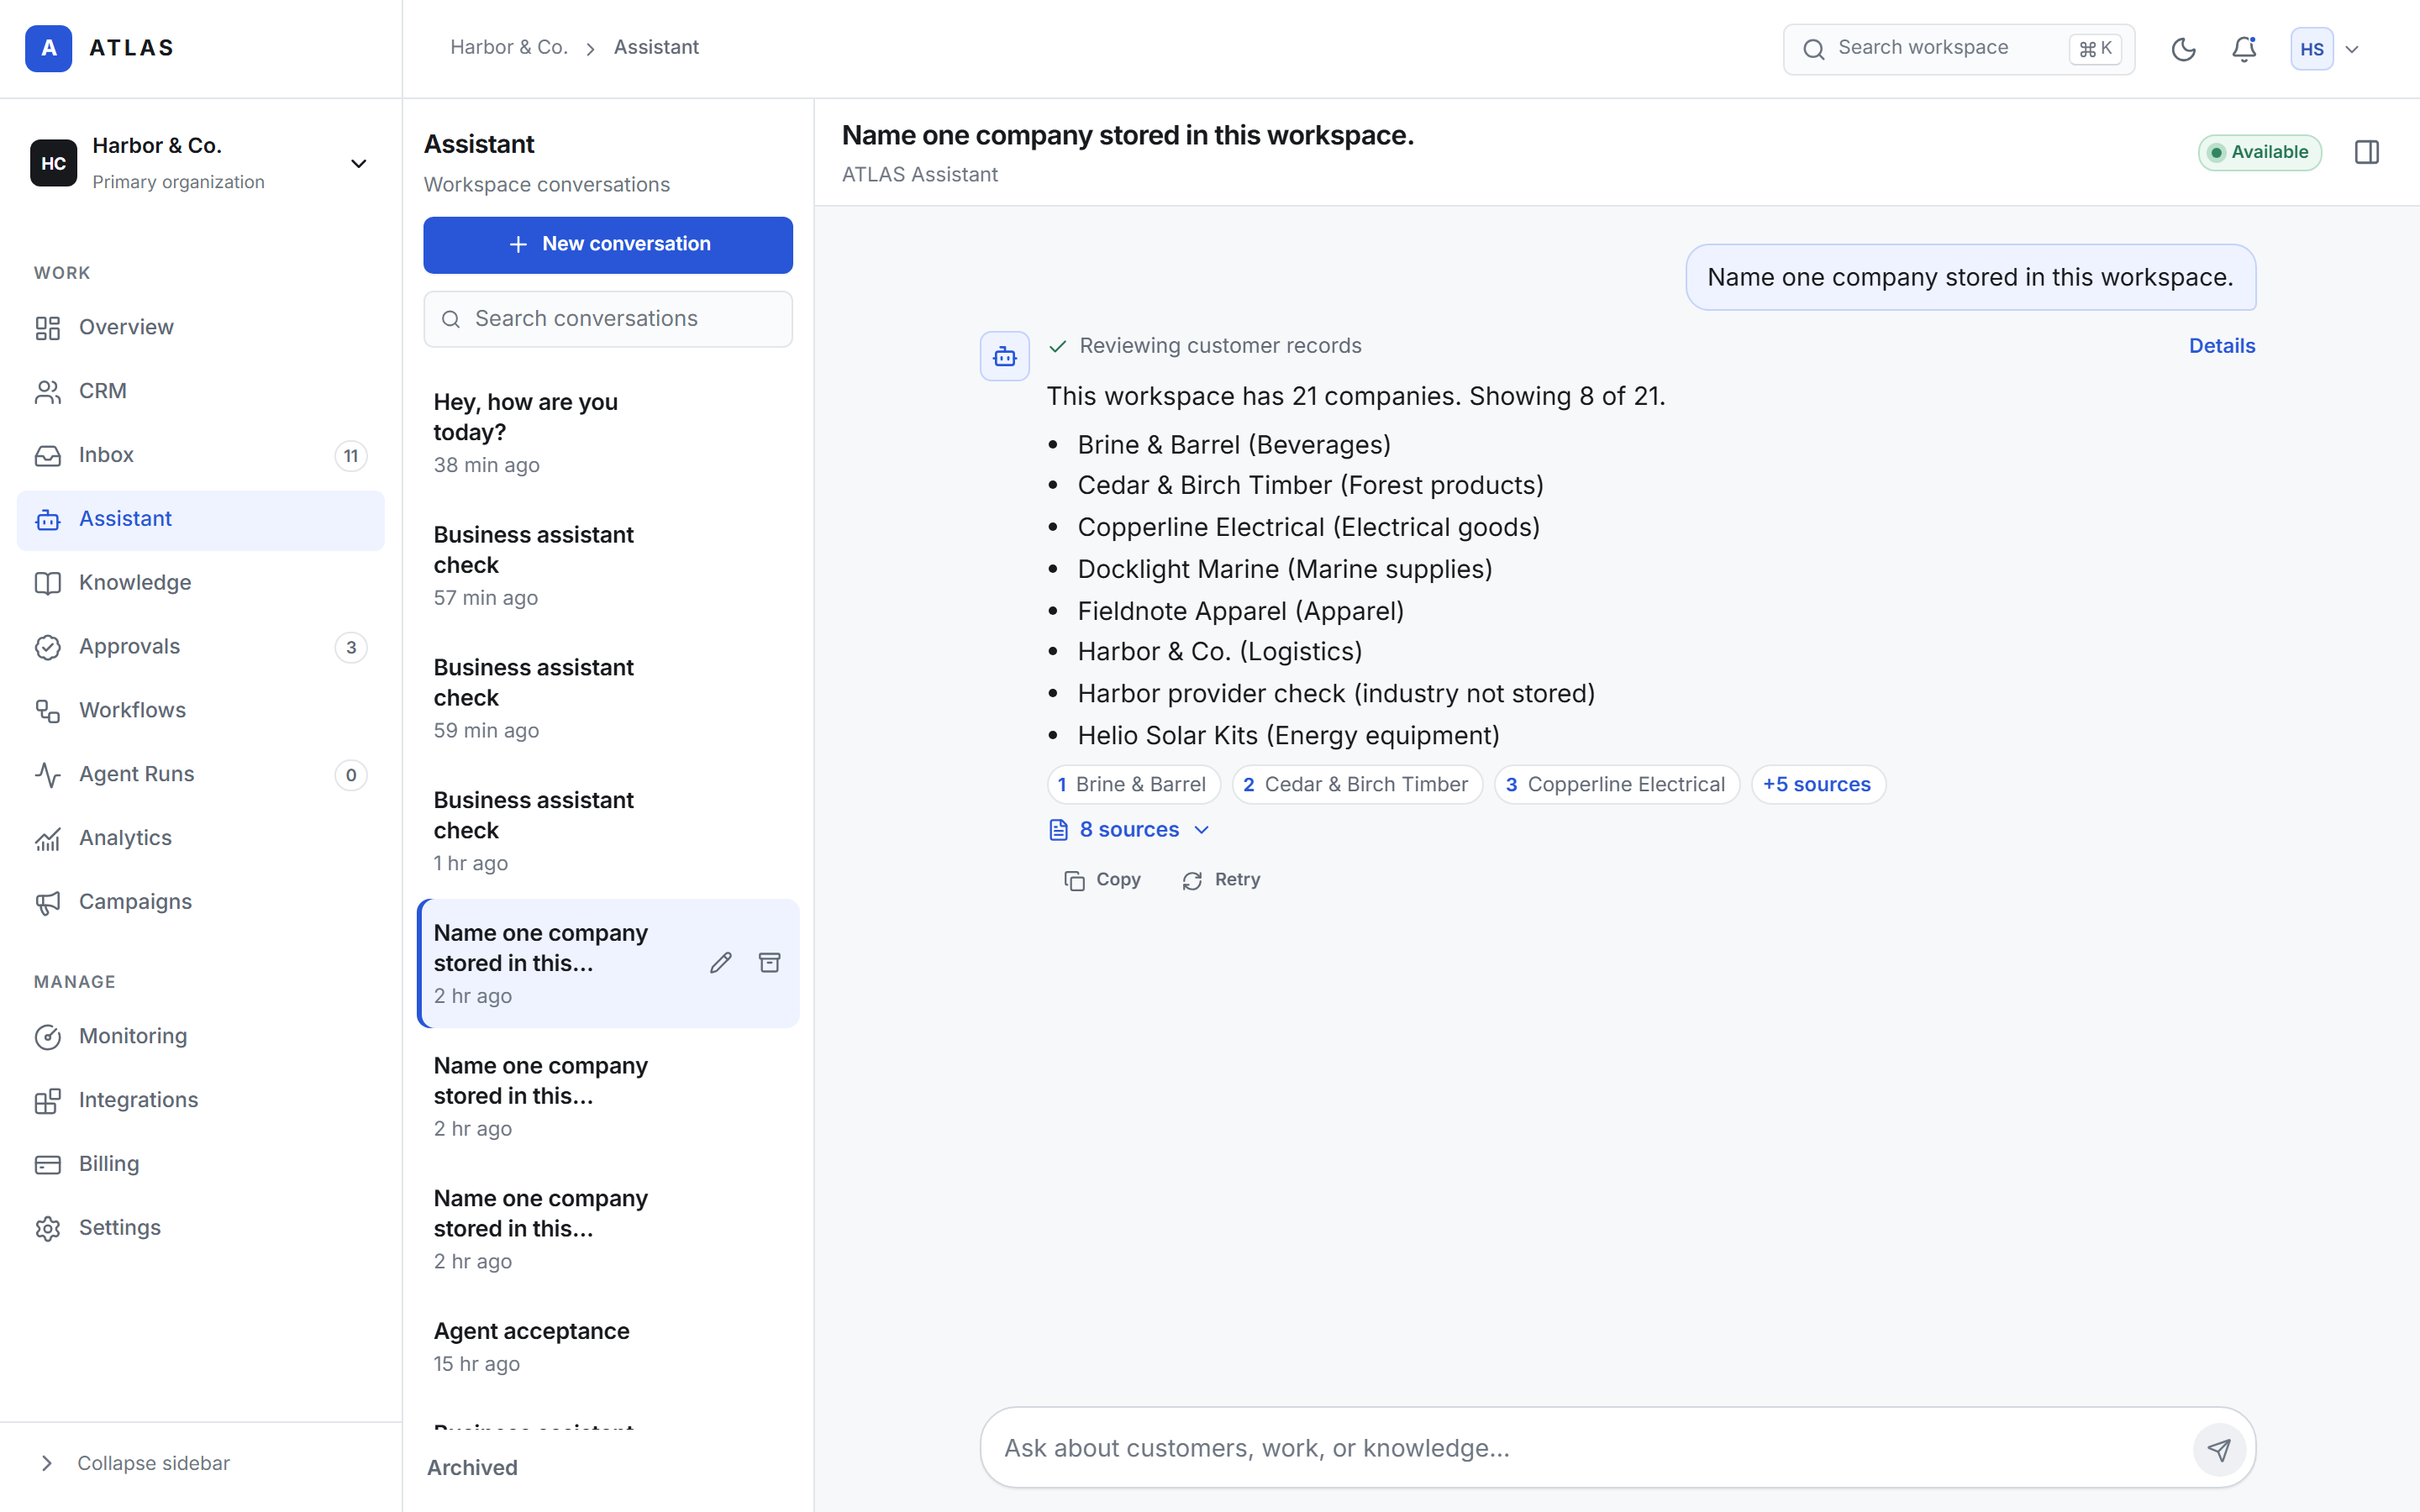 A ATLAS
Harbor & Co. > Assistant
Search workspace ⌘ K
HS
HC
Harbor & Co.
Primary organization
WORK
Overview
CRM
Inbox 11
Assistant
Knowledge
Approvals 3
Workflows
Agent Runs 0
Analytics
Campaigns
MANAGE
Monitoring
Integrations
Billing
Settings
Collapse sidebar
Assistant
Workspace conversations
+ New conversation
Search conversations
Hey, how are you
today?
38 min ago
Business assistant
check
57 min ago
Business assistant
check
59 min ago
Business assistant
check
1 hr ago
Name one company
stored in this...
2 hr ago
Name one company
stored in this...
2 hr ago
Name one company
stored in this...
2 hr ago
Agent acceptance
15 hr ago
Archived
Name one company stored in this workspace.
ATLAS Assistant
Available
Name one company stored in this workspace.
Reviewing customer records
Details
This workspace has 21 companies. Showing 8 of 21.
• Brine & Barrel (Beverages)
• Cedar & Birch Timber (Forest products)
• Copperline Electrical (Electrical goods)
• Docklight Marine (Marine supplies)
• Fieldnote Apparel (Apparel)
• Harbor & Co. (Logistics)
• Harbor provider check (industry not stored)
• Helio Solar Kits (Energy equipment)
1 Brine & Barrel 2 Cedar & Birch Timber 3 Copperline Electrical +5 sources
8 sources
Copy Retry
Ask about customers, work, or knowledge...